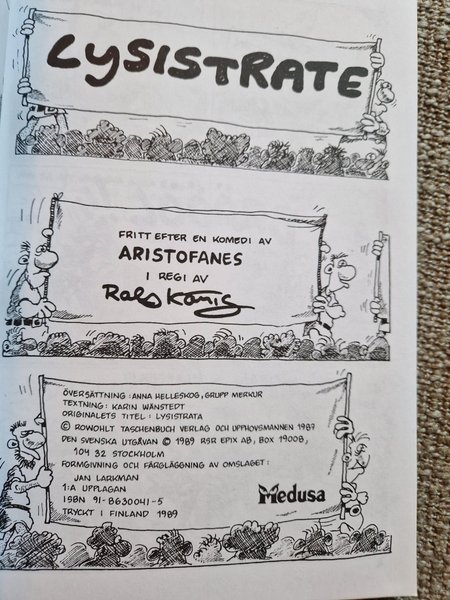 LYSISTRATE
FRITT EFTER EN KOMEDI AV
ARISTOFANES
I REGI AV
Ralf König
ÖVERSÄTTNING: ANNA HELLESKOG, GRUPP MERKUR
TEXTNING: KARIN WÄNSTEDT
ORIGINALETS TITEL: LYSISTRATA
© ROWOHLT TASCHENBUCH VERLAG OCH UPPHOVSMANNEN 1987
DEN SVENSKA UTGÅVAN © 1989 RSR EPIX AB, BOX 19008,
104 32 STOCKHOLM
FORMGIVNING OCH FÄRGLÄGGNING AV OMSLAGET:
JAN LARKMAN
1:A UPPLAGAN
ISBN 91-8630041-5
TRYCKT I FINLAND 1989
Medusa